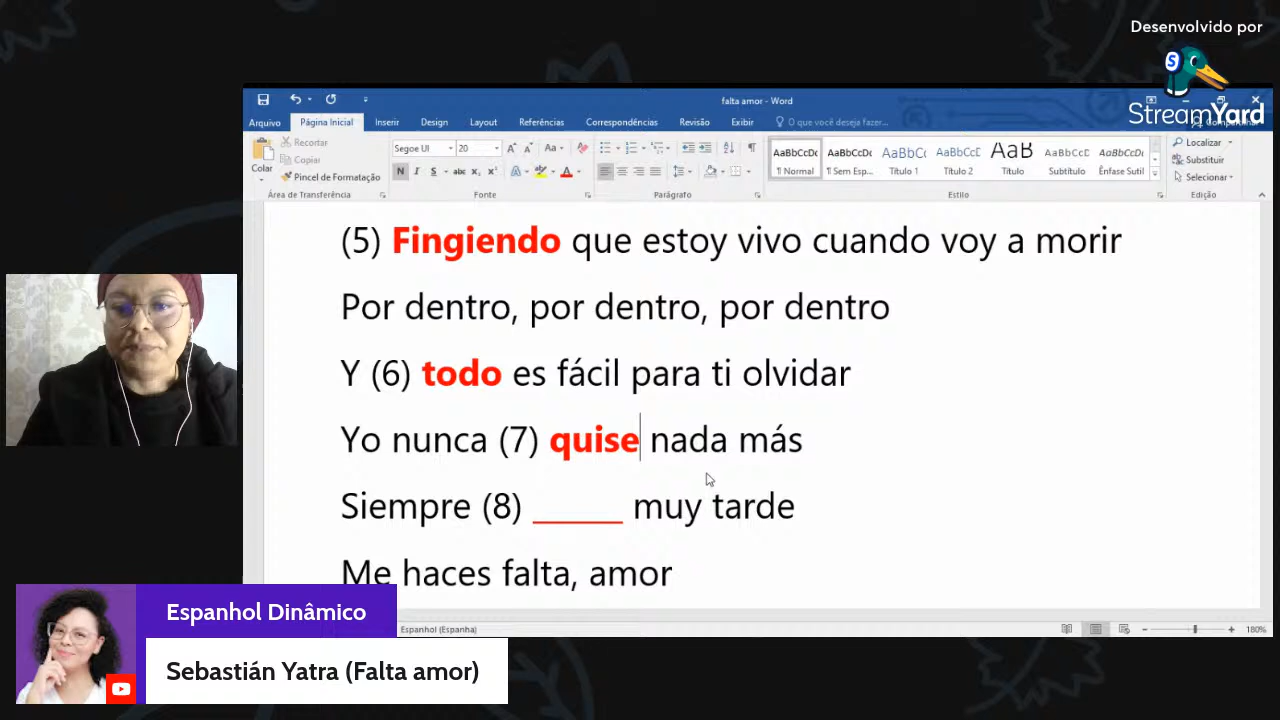 Desenvolvido por
StreamYard
falta amor - Word
Arquivo Página Inicial Inserir Design Layout Referências Correspondências Revisão Exibir O que você deseja fazer...
Colar
Recortar
Copiar
Pincel de Formatação
Área de Transferência
Segoe UI 20
Fonte
Parágrafo
AaBbCcDc AaBbCcDc AaBbC AaBbCcD AaB AaBbCcD AaBbCcDc
¶ Normal ¶ Sem Esp... Título 1 Título 2 Título Subtítulo Ênfase Sutil
Estilo
Localizar
Substituir
Selecionar
Edição
(5) Fingiendo que estoy vivo cuando voy a morir
Por dentro, por dentro, por dentro
Y (6) todo es fácil para ti olvidar
Yo nunca (7) quise nada más
Siempre (8) ______ muy tarde
Me haces falta, amor
Espanhol (Espanha)
180%
Espanhol Dinâmico
Sebastián Yatra (Falta amor)